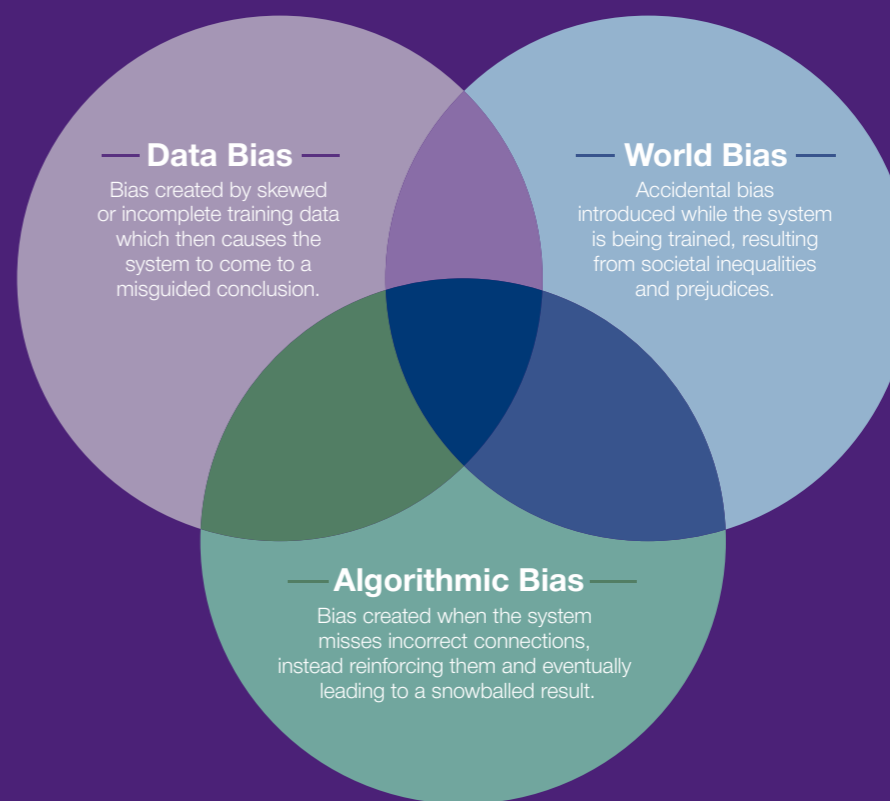 Data Bias
Bias created by skewed
or incomplete training data
which then causes the
system to come to a
misguided conclusion.
World Bias
Accidental bias
introduced while the system
is being trained, resulting
from societal inequalities
and prejudices.
Algorithmic Bias
Bias created when the system
misses incorrect connections,
instead reinforcing them and eventually
leading to a snowballed result.